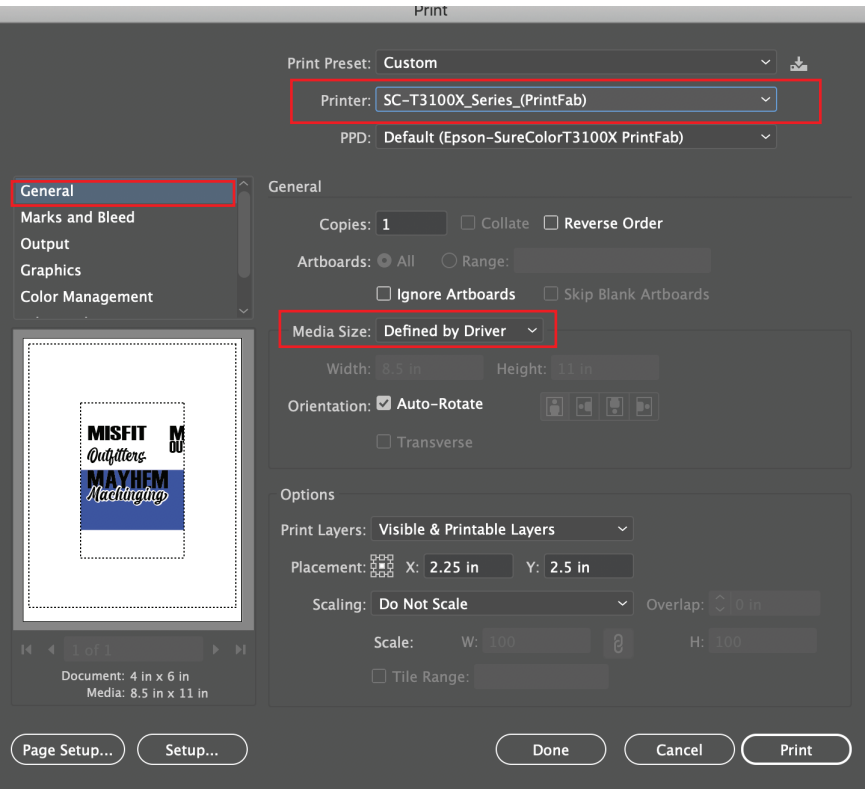 Print
Print Preset: Custom
Printer: SC-T3100X_Series_(PrintFab)
PPD: Default (Epson-SureColorT3100X PrintFab)
General
Marks and Bleed
Output
Graphics
Color Management
General
Copies: 1 Collate Reverse Order
Artboards: All Range:
Ignore Artboards Skip Blank Artboards
Media Size: Defined by Driver
Width: 8.5 in Height: 11 in
Orientation: Auto-Rotate
Transverse
Options
Print Layers: Visible & Printable Layers
Placement: X: 2.25 in Y: 2.5 in
Scaling: Do Not Scale Overlap: 0 in
Scale: W: 100 H: 100
Tile Range:
MISFIT M
Outfitters OU
MAYHEM
Machinging
1 of 1
Document: 4 in x 6 in
Media: 8.5 in x 11 in
Page Setup... Setup... Done Cancel Print